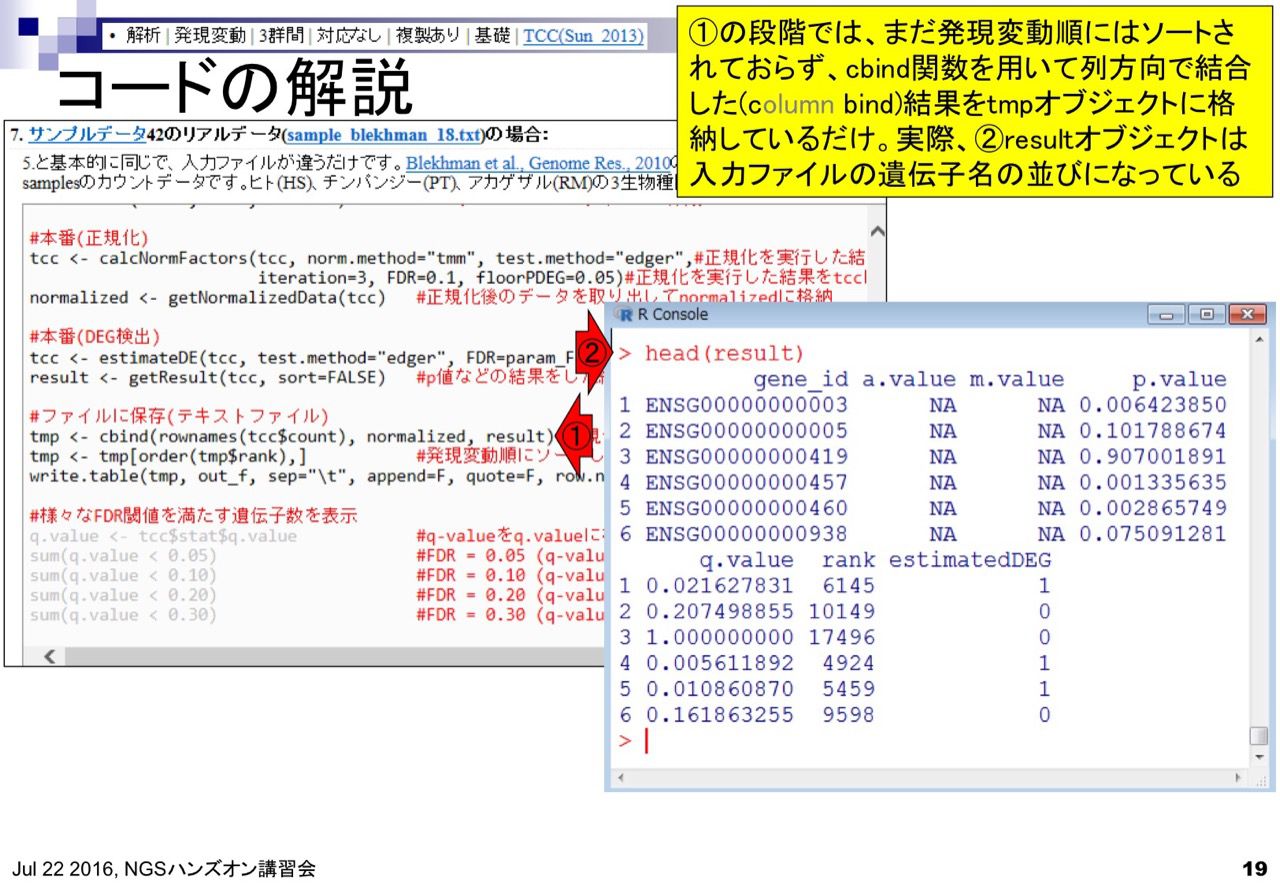 • 解析 | 発現変動 | 3群間 | 対応なし | 複製あり | 基礎 | TCC(Sun_2013)
コードの解説
①の段階では、まだ発現変動順にはソートさ
れておらず、cbind関数を用いて列方向で結合
した(column bind)結果をtmpオブジェクトに格
納しているだけ。実際、②resultオブジェクトは
入力ファイルの遺伝子名の並びになっている
7. サンプルデータ42のリアルデータ(sample_blekhman_18.txt)の場合:
5.と基本的に同じで、入力ファイルが違うだけです。Blekhman et al., Genome Res., 2010の
samplesのカウントデータです。ヒト(HS)、チンパンジー(PT)、アカゲザル(RM)の3生物種
#本番(正規化)
tcc <- calcNormFactors(tcc, norm.method="tmm", test.method="edger",#正規化を実行した結
iteration=3, FDR=0.1, floorPDEG=0.05)#正規化を実行した結果をtccに
normalized <- getNormalizedData(tcc) #正規化後のデータを取り出してnormalizedに格納
#本番(DEG検出)
tcc <- estimateDE(tcc, test.method="edger", FDR=param_F
result <- getResult(tcc, sort=FALSE) #p値などの結果を
#ファイルに保存(テキストファイル)
tmp <- cbind(rownames(tcc$count), normalized, result)
tmp <- tmp[order(tmp$rank),] #発現変動順にソート
write.table(tmp, out_f, sep="\t", append=F, quote=F, row.n
#様々なFDR閾値を満たす遺伝子数を表示
q.value <- tcc$stat$q.value #q-valueをq.valueに
sum(q.value < 0.05) #FDR = 0.05 (q-valu
sum(q.value < 0.10) #FDR = 0.10 (q-valu
sum(q.value < 0.20) #FDR = 0.20 (q-valu
sum(q.value < 0.30) #FDR = 0.30 (q-valu
①
②
R R Console
> head(result)
gene_id a.value m.value p.value
1 ENSG00000000003 NA NA 0.006423850
2 ENSG00000000005 NA NA 0.101788674
3 ENSG00000000419 NA NA 0.907001891
4 ENSG00000000457 NA NA 0.001335635
5 ENSG00000000460 NA NA 0.002865749
6 ENSG00000000938 NA NA 0.075091281
q.value rank estimatedDEG
1 0.021627831 6145 1
2 0.207498855 10149 0
3 1.000000000 17496 0
4 0.005611892 4924 1
5 0.010860870 5459 1
6 0.161863255 9598 0
>
Jul 22 2016, NGSハンズオン講習会
19